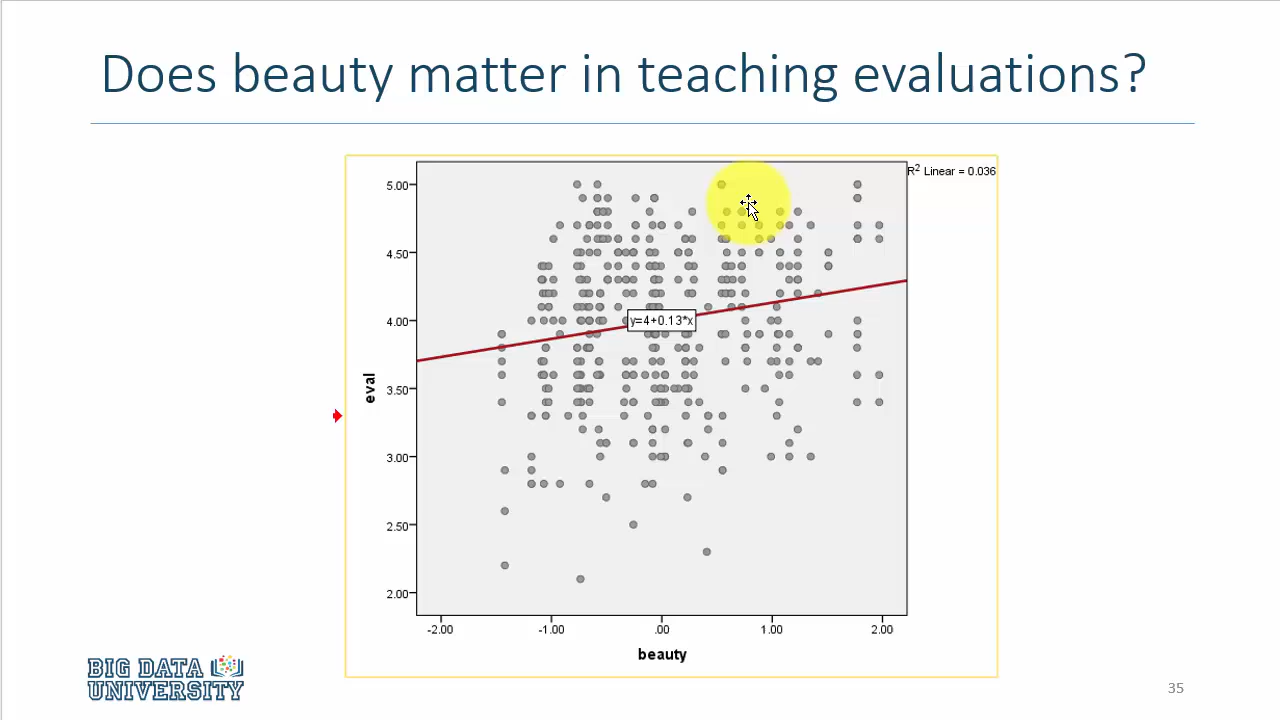 Does beauty matter in teaching evaluations?
R2 Linear = 0.036
5.00
4.50
4.00
y=4+0.13*x
3.50
eval
3.00
2.50
2.00
-2.00 -1.00 .00 1.00 2.00
beauty
BIG DATA
UNIVERSITY
35